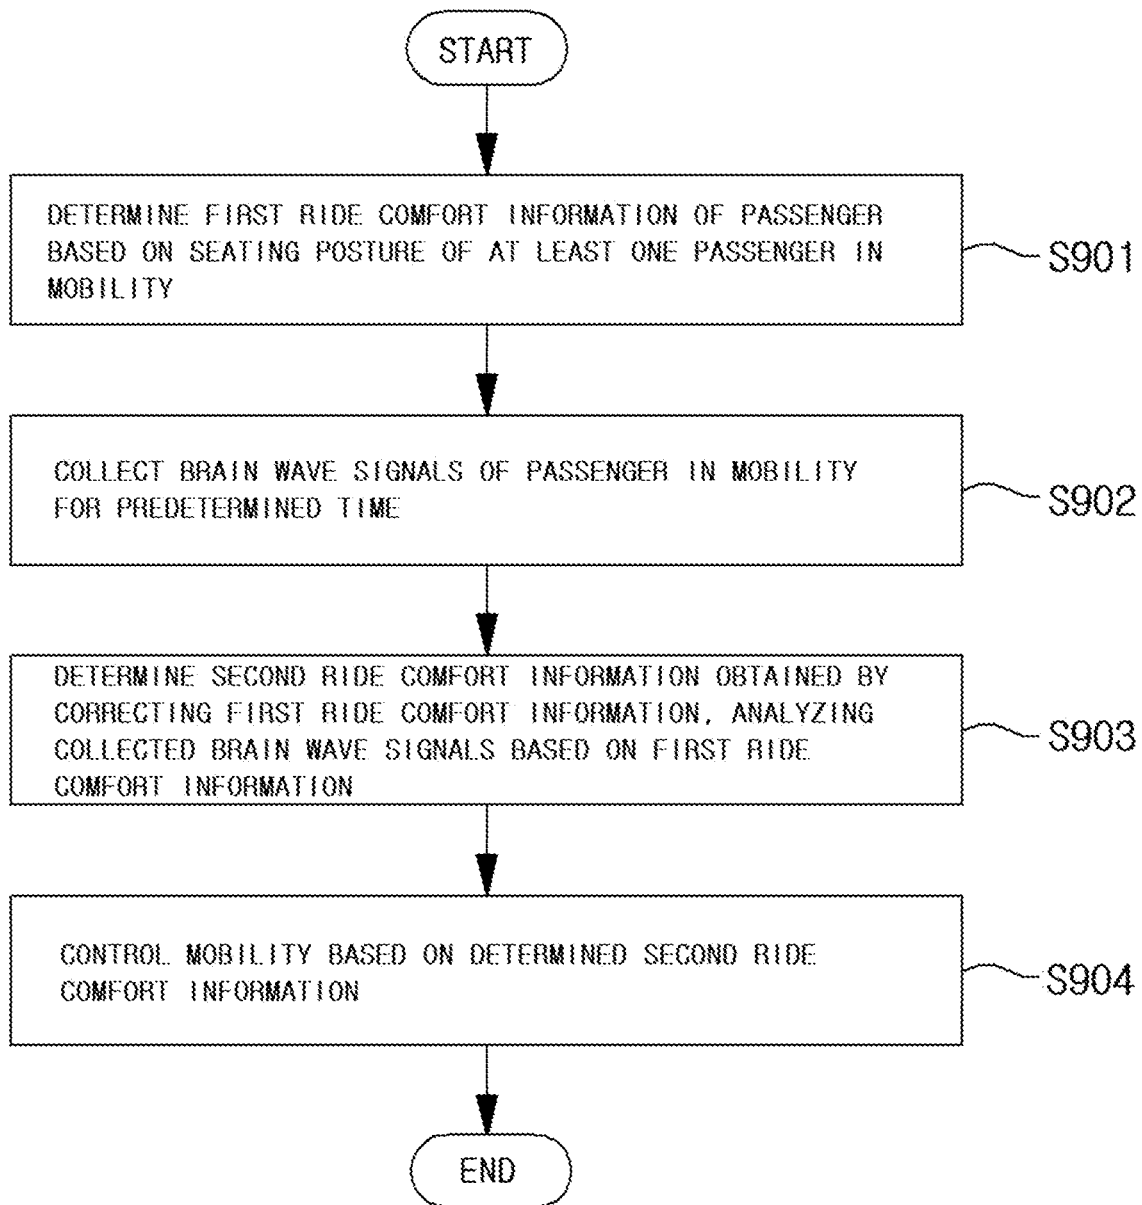 START
DETERMINE FIRST RIDE COMFORT INFORMATION OF PASSENGER
BASED ON SEATING POSTURE OF AT LEAST ONE PASSENGER IN
MOBILITY
S901
COLLECT BRAIN WAVE SIGNALS OF PASSENGER IN MOBILITY
FOR PREDETERMINED TIME
S902
DETERMINE SECOND RIDE COMFORT INFORMATION OBTAINED BY
CORRECTING FIRST RIDE COMFORT INFORMATION, ANALYZING
COLLECTED BRAIN WAVE SIGNALS BASED ON FIRST RIDE
COMFORT INFORMATION
S903
CONTROL MOBILITY BASED ON DETERMINED SECOND RIDE
COMFORT INFORMATION
S904
END